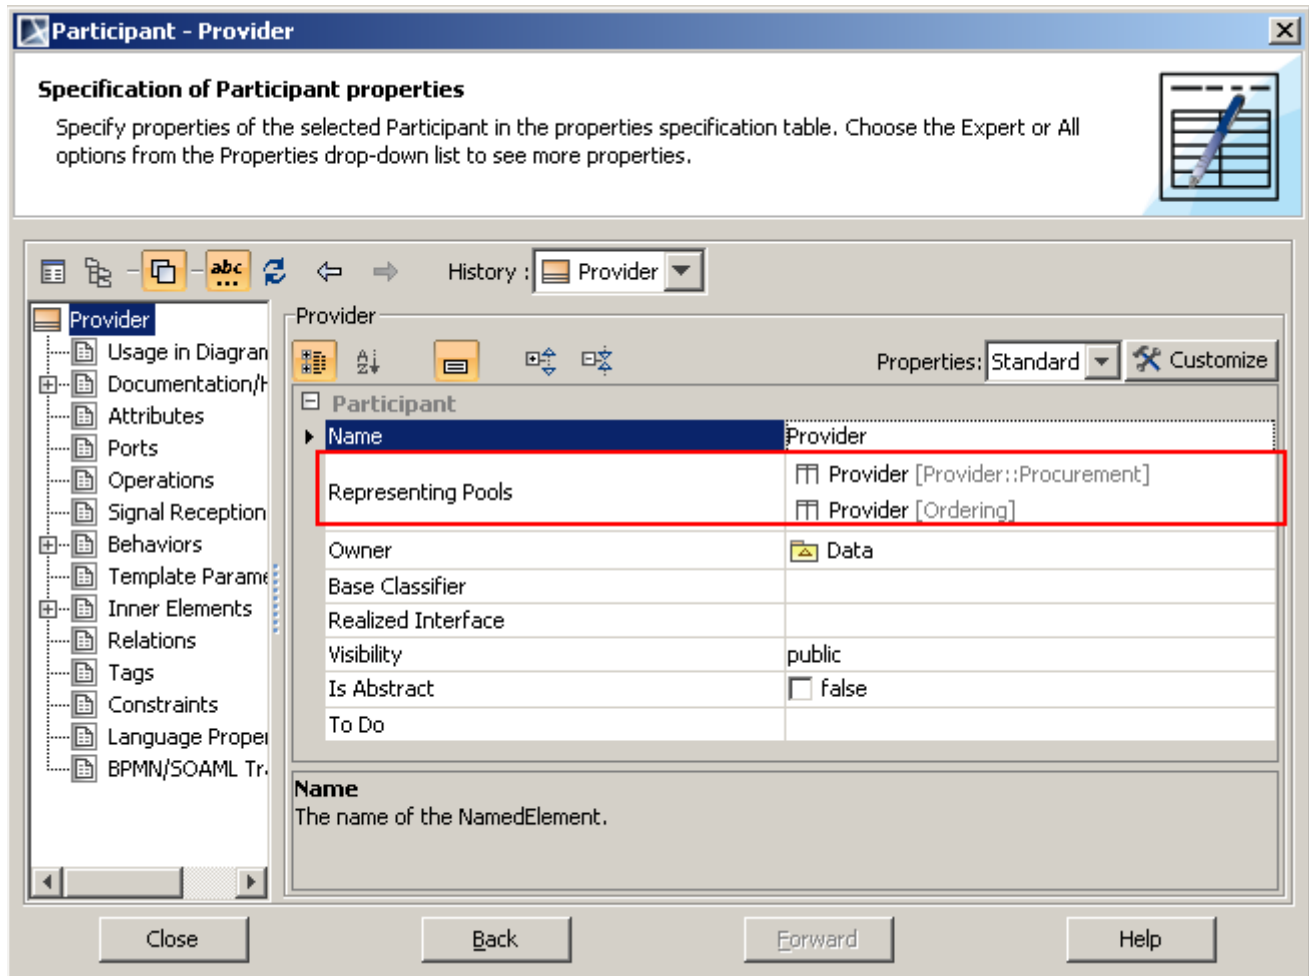 Participant - Provider
Specification of Participant properties
Specify properties of the selected Participant in the properties specification table. Choose the Expert or All
options from the Properties drop-down list to see more properties.
abc
History : Provider
Provider
Usage in Diagran
Documentation/H
Attributes
Ports
Operations
Signal Reception
Behaviors
Template Parame
Inner Elements
Relations
Tags
Constraints
Language Proper
BPMN/SOAML Tra
Provider
Properties: Standard Customize
Participant
Name Provider
Representing Pools
Provider [Provider::Procurement]
Provider [Ordering]
Owner Data
Base Classifier
Realized Interface
Visibility public
Is Abstract false
To Do
Name
The name of the NamedElement.
Close Back Forward Help